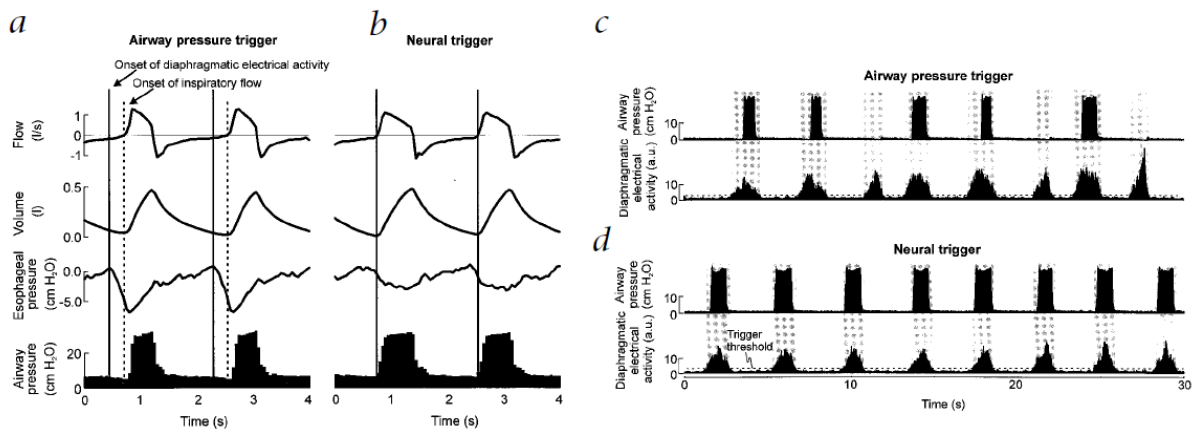 a
Airway pressure trigger
Onset of diaphragmatic electrical activity
Onset of inspiratory flow
Flow
(l/s)
1
0
-1
Volume
(l)
0.5
0.0
Esophageal
pressure
(cm H2O)
0.0
-5.0
Airway
pressure
(cm H2O)
20
0
0 1 2 3 4
Time (s)
b
Neural trigger
0 1 2 3 4
Time (s)
c
Airway pressure trigger
Airway
pressure
(cm H2O)
10
0
Diaphragmatic
electrical
activity (a.u.)
10
0
d
Neural trigger
Airway
pressure
(cm H2O)
10
0
Diaphragmatic
electrical
activity (a.u.)
10
0
Trigger
threshold
0 10 20 30
Time (s)